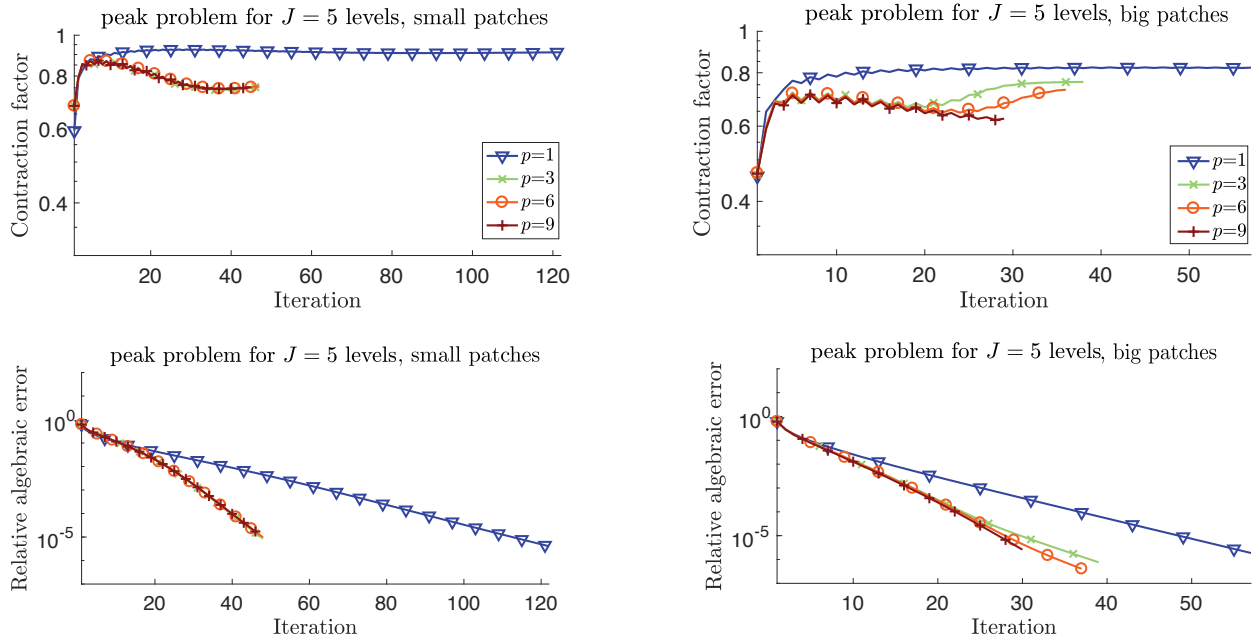 peak problem for J = 5 levels, small patches
Contraction factor
1
0.8
0.6
0.4
p=1
p=3
p=6
p=9
20
40
60
80
100
120
Iteration
peak problem for J = 5 levels, big patches
Contraction factor
1
0.8
0.6
0.4
p=1
p=3
p=6
p=9
10
20
30
40
50
Iteration
peak problem for J = 5 levels, small patches
Relative algebraic error
10^0
10^-5
20
40
60
80
100
120
Iteration
peak problem for J = 5 levels, big patches
Relative algebraic error
10^0
10^-5
10
20
30
40
50
Iteration